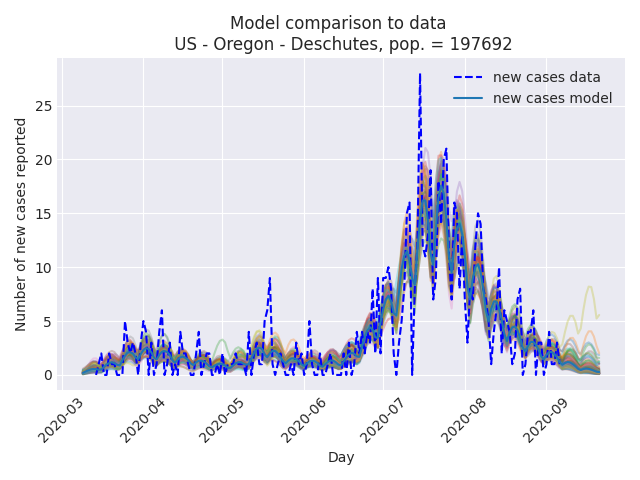 Model comparison to data
US - Oregon - Deschutes, pop. = 197692
new cases data
new cases model
Number of new cases reported
25
20
15
10
5
0
2020-03
2020-04
2020-05
2020-06
2020-07
2020-08
2020-09
Day